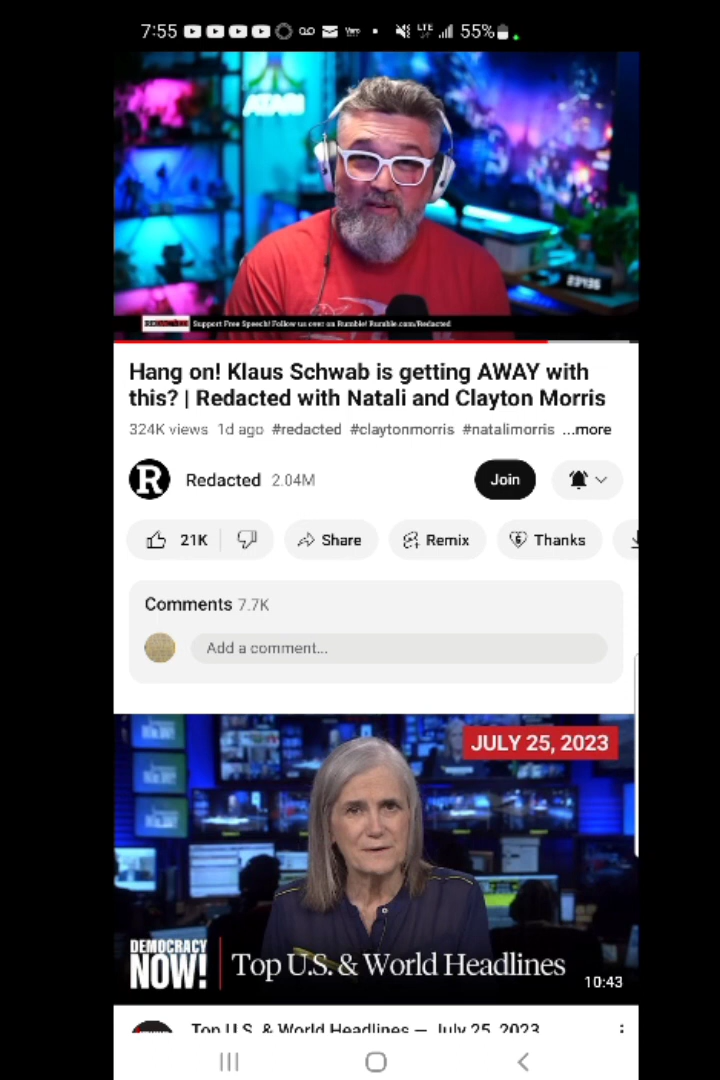 7:55
LTE
55%
ATARI
Support Free Speech! Follow us over on Rumble! Rumble.com/Redacted
Hang on! Klaus Schwab is getting AWAY with
this? | Redacted with Natali and Clayton Morris
324K views 1d ago #redacted #claytonmorris #natalimorris ...more
R
Redacted 2.04M
Join
21K
Share
Remix
Thanks
Comments 7.7K
Add a comment...
JULY 25, 2023
DEMOCRACY
NOW!
Top U.S. & World Headlines
10:43
Top U.S. & World Headlines — July 25, 2023